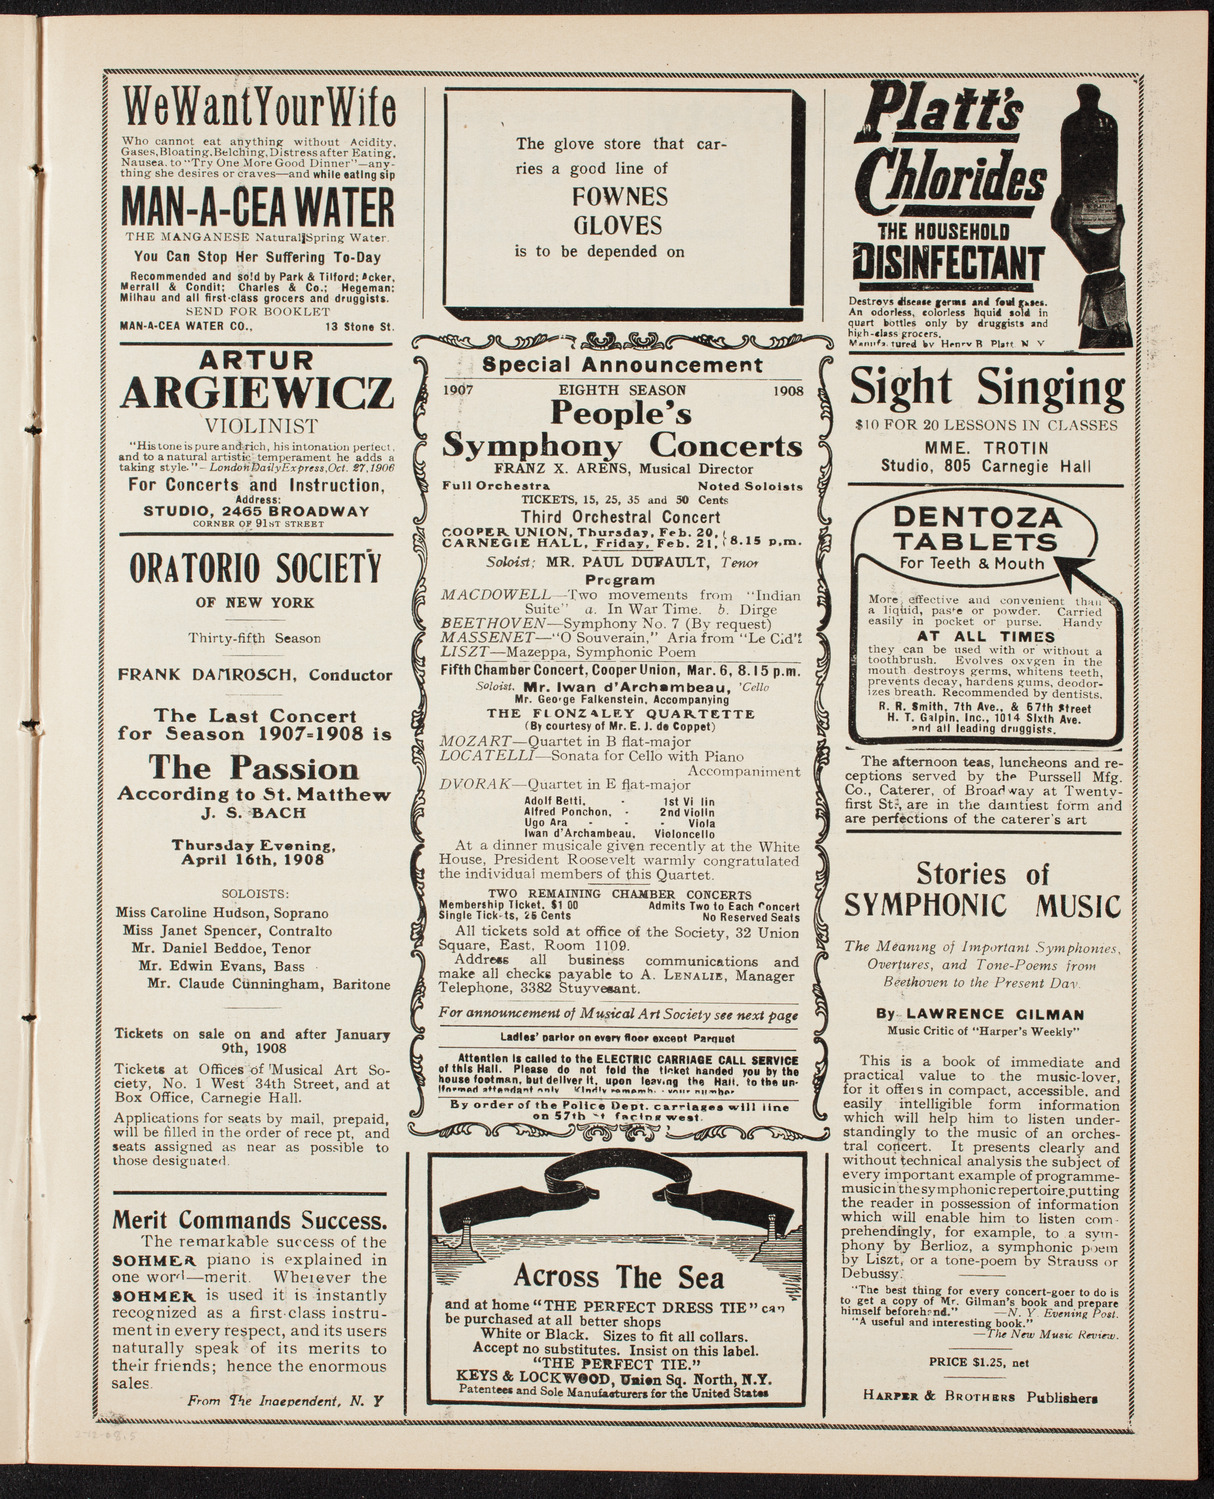 WeWantYourWife
Who cannot eat anything without Acidity,
Gases, Bloating, Belching, Distress after Eating,
Nausea, to "Try One More Good Dinner"—any-
thing she desires or craves—and while eating sip
MAN-A-CEA WATER
THE MANGANESE Natural Spring Water.
You Can Stop Her Suffering To-Day
Recommended and sold by Park & Tilford; Acker,
Merrall & Condit; Charles & Co.; Hegeman;
Milhau and all first-class grocers and druggists.
SEND FOR BOOKLET
MAN-A-CEA WATER CO., 13 Stone St.
ARTUR
ARGIEWICZ
VIOLINIST
"His tone is pure and rich, his intonation perfect,
and to a natural artistic temperament he adds a
taking style."—London Daily Express, Oct. 27, 1906
For Concerts and Instruction,
Address:
STUDIO, 2465 BROADWAY
CORNER OF 91ST STREET
ORATORIO SOCIETY
OF NEW YORK
Thirty-fifth Season
FRANK DAMROSCH, Conductor
The Last Concert
for Season 1907-1908 is
The Passion
According to St. Matthew
J. S. BACH
Thursday Evening,
April 16th, 1908
SOLOISTS:
Miss Caroline Hudson, Soprano
Miss Janet Spencer, Contralto
Mr. Daniel Beddoe, Tenor
Mr. Edwin Evans, Bass
Mr. Claude Cunningham, Baritone
Tickets on sale on and after January
9th, 1908
Tickets at Offices of Musical Art So-
ciety, No. 1 West 34th Street, and at
Box Office, Carnegie Hall.
Applications for seats by mail, prepaid,
will be filled in the order of rece pt, and
seats assigned as near as possible to
those designated.
Merit Commands Success.
The remarkable success of the
SOHMER piano is explained in
one word—merit. Wherever the
SOHMER is used it is instantly
recognized as a first-class instru-
ment in every respect, and its users
naturally speak of its merits to
their friends; hence the enormous
sales.
From The Independent, N. Y
The glove store that car-
ries a good line of
FOWNES
GLOVES
is to be depended on
Special Announcement
1907 EIGHTH SEASON 1908
People's
Symphony Concerts
FRANZ X. ARENS, Musical Director
Full Orchestra Noted Soloists
TICKETS, 15, 25, 35 and 50 Cents
Third Orchestral Concert
COOPER UNION, Thursday, Feb. 20,
CARNEGIE HALL, Friday, Feb. 21, 8.15 p.m.
Soloist; MR. PAUL DUFAULT, Tenor
Program
MACDOWELL—Two movements from "Indian
Suite" a. In War Time. b. Dirge
BEETHOVEN—Symphony No. 7 (By request)
MASSENET—"O Souverain," Aria from "Le Cid"
LISZT—Mazeppa, Symphonic Poem
Fifth Chamber Concert, Cooper Union, Mar. 6, 8.15 p.m.
Soloist. Mr. Iwan d'Archambeau, 'Cello
Mr. George Falkenstein, Accompanying
THE FLONZALEY QUARTETTE
(By courtesy of Mr. E. J. de Coppet)
MOZART—Quartet in B flat-major
LOCATELLI—Sonata for Cello with Piano
Accompaniment
DVORAK—Quartet in E flat-major
Adolf Betti, - 1st Vi lin
Alfred Ponchon, - 2nd Violin
Ugo Ara - - - Viola
Iwan d'Archambeau, Violoncello
At a dinner musicale given recently at the White
House, President Roosevelt warmly congratulated
the individual members of this Quartet.
TWO REMAINING CHAMBER CONCERTS
Membership Ticket, $1 00 Admits Two to Each Concert
Single Tickets, 25 Cents No Reserved Seats
All tickets sold at office of the Society, 32 Union
Square, East, Room 1109.
Address all business communications and
make all checks payable to A. LENALIE, Manager
Telephone, 3382 Stuyvesant.
For announcement of Musical Art Society see next page
Ladies' parlor on every floor except Parquet
Attention is called to the ELECTRIC CARRIAGE CALL SERVICE
of this Hall. Please do not fold the ticket handed you by the
house footman, but deliver it, upon leaving the Hall, to the un-
iformed attendant only Kindly rememb your number
By order of the Police Dept. carriages will line
on 57th St facing west.
Across The Sea
and at home "THE PERFECT DRESS TIE" can
be purchased at all better shops
White or Black. Sizes to fit all collars.
Accept no substitutes. Insist on this label.
"THE PERFECT TIE."
KEYS & LOCKWOOD, Union Sq. North, N.Y.
Patentees and Sole Manufacturers for the United States
Platt's
Chlorides
THE HOUSEHOLD
DISINFECTANT
Destroys disease germs and foul gases.
An odorless, colorless liquid sold in
quart bottles only by druggists and
high-class grocers.
Manufactured by Henry B Platt N Y
Sight Singing
$10 FOR 20 LESSONS IN CLASSES
MME. TROTIN
Studio, 805 Carnegie Hall
DENTOZA
TABLETS
For Teeth & Mouth
More effective and convenient than
a liquid, paste or powder. Carried
easily in pocket or purse. Handy
AT ALL TIMES
they can be used with or without a
toothbrush. Evolves oxygen in the
mouth destroys germs, whitens teeth,
prevents decay, hardens gums, deodor-
izes breath. Recommended by dentists.
R. R. Smith, 7th Ave., & 57th Street
H. T. Galpin, Inc., 1014 Sixth Ave.
and all leading druggists.
The afternoon teas, luncheons and re-
ceptions served by the Purssell Mfg.
Co., Caterer, of Broadway at Twenty-
first St., are in the daintiest form and
are perfections of the caterer's art
Stories of
SYMPHONIC MUSIC
The Meaning of Important Symphonies,
Overtures, and Tone-Poems from
Beethoven to the Present Day.
By LAWRENCE GILMAN
Music Critic of "Harper's Weekly"
This is a book of immediate and
practical value to the music-lover,
for it offers in compact, accessible, and
easily intelligible form information
which will help him to listen under-
standingly to the music of an orches-
tral concert. It presents clearly and
without technical analysis the subject of
every important example of programme-
music in the symphonic repertoire, putting
the reader in possession of information
which will enable him to listen com-
prehendingly, for example, to a sym-
phony by Berlioz, a symphonic poem
by Liszt, or a tone-poem by Strauss or
Debussy.
"The best thing for every concert-goer to do is
to get a copy of Mr. Gilman's book and prepare
himself beforehand."—N. Y. Evening Post.
"A useful and interesting book."
—The New Music Review.
PRICE $1.25, net
HARPER & BROTHERS Publishers